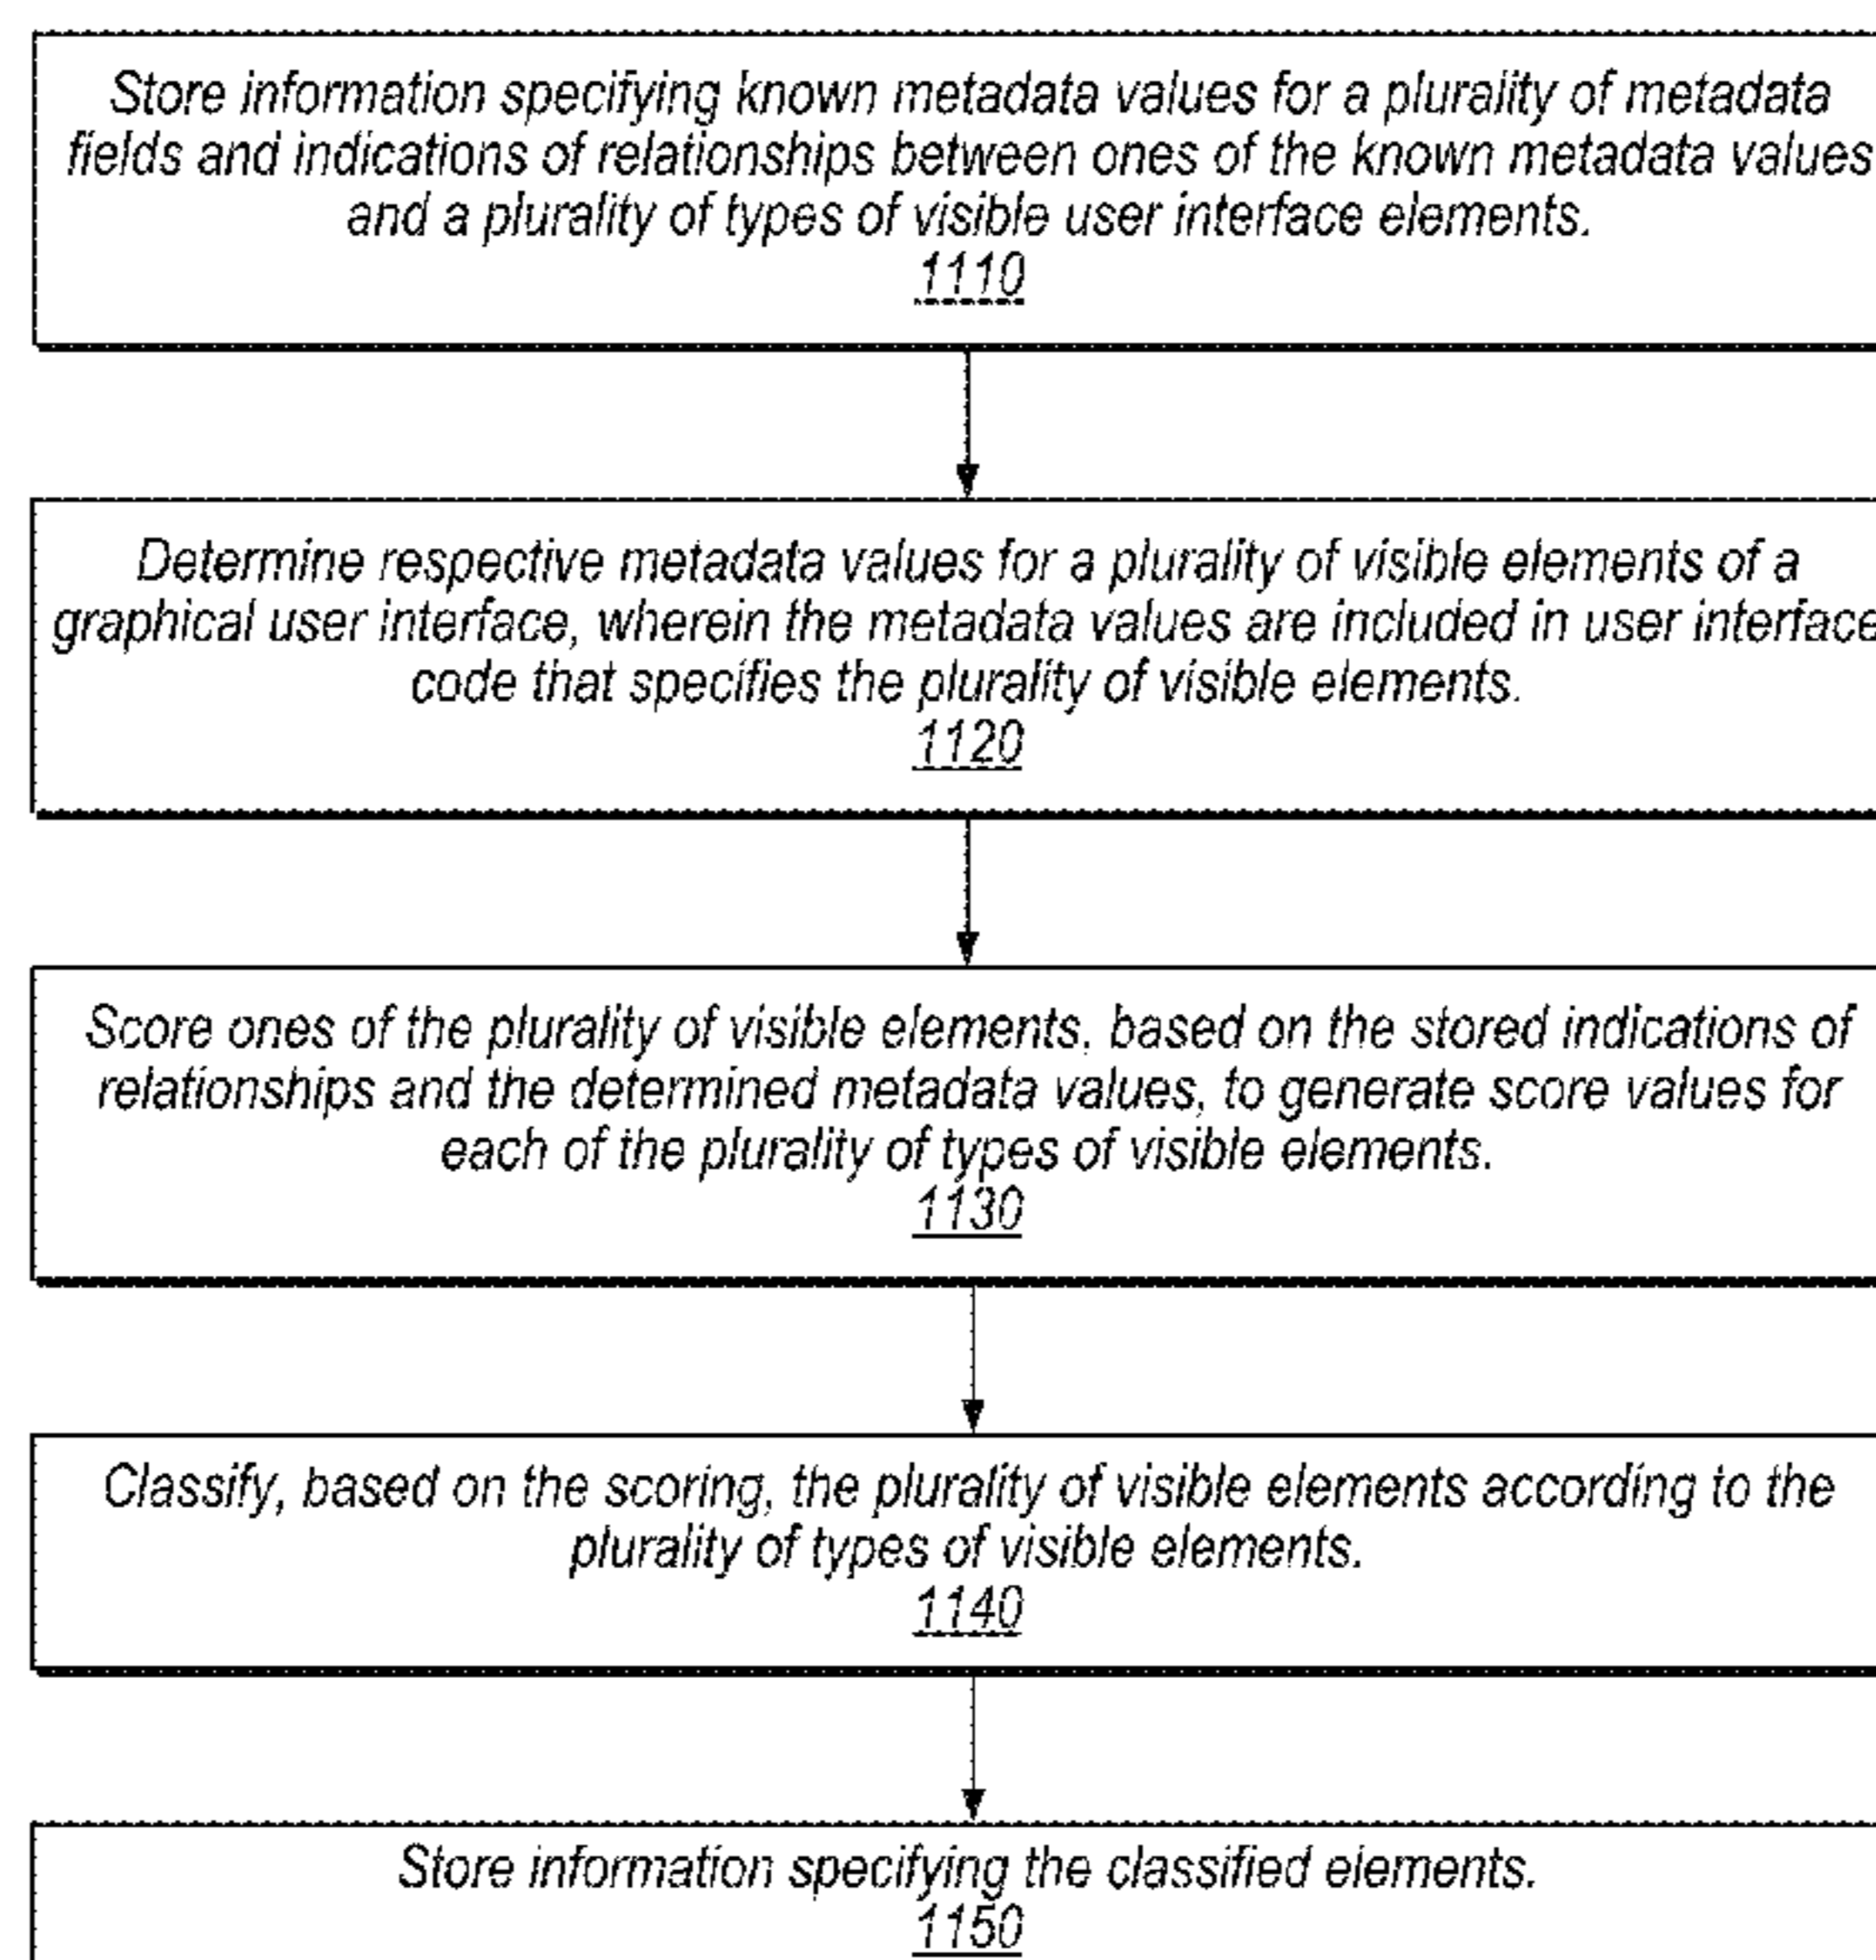 Store information specifying known metadata values for a plurality of metadata
fields and indications of relationships between ones of the known metadata values
and a plurality of types of visible user interface elements.
1110
Determine respective metadata values for a plurality of visible elements of a
graphical user interface, wherein the metadata values are included in user interface
code that specifies the plurality of visible elements.
1120
Score ones of the plurality of visible elements, based on the stored indications of
relationships and the determined metadata values, to generate score values for
each of the plurality of types of visible elements.
1130
Classify, based on the scoring, the plurality of visible elements according to the
plurality of types of visible elements.
1140
Store information specifying the classified elements.
1150